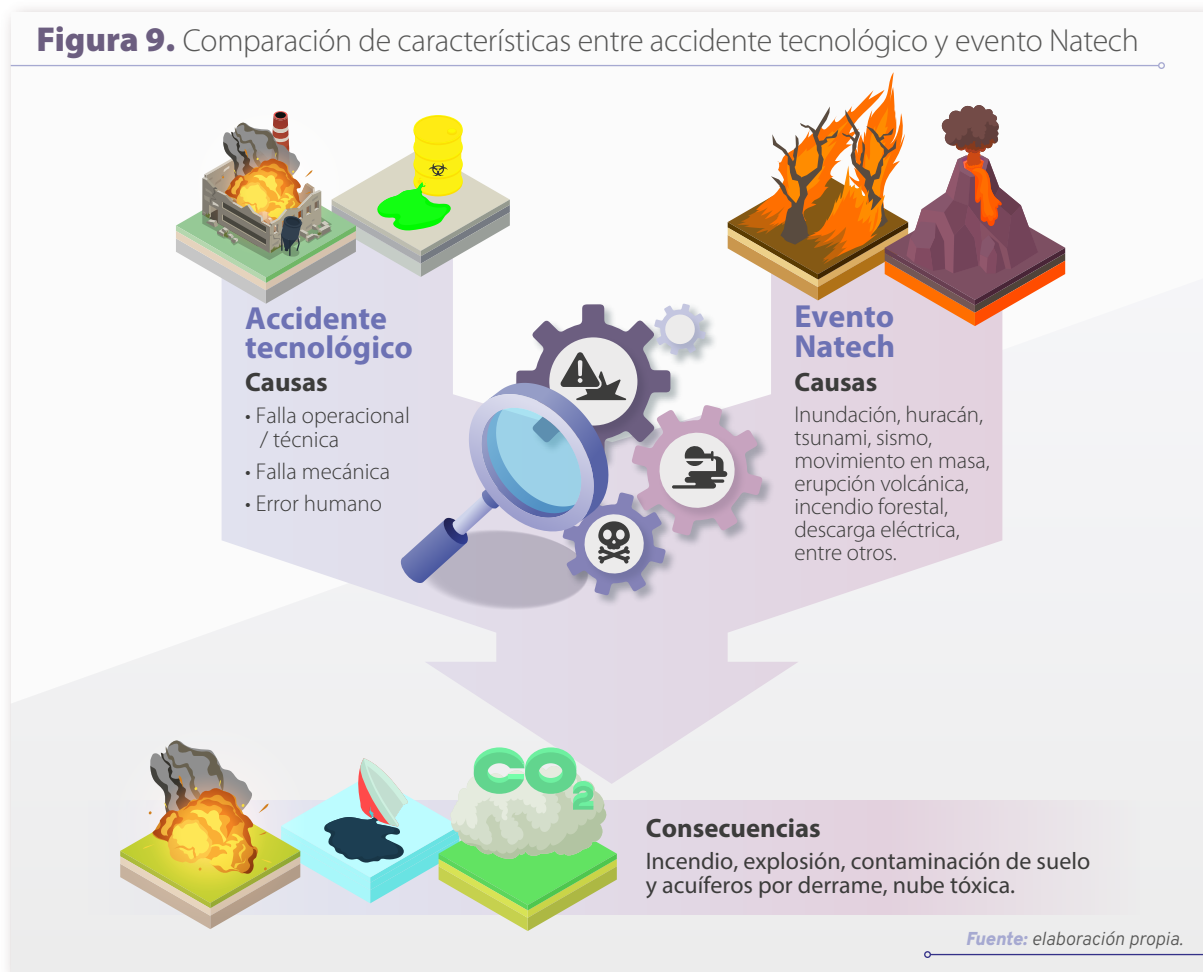 Figura 9. Comparación de características entre accidente tecnológico y evento Natech
Accidente
tecnológico
Causas
• Falla operacional
/ técnica
• Falla mecánica
• Error humano
Evento
Natech
Causas
Inundación, huracán,
tsunami, sismo,
movimiento en masa,
erupción volcánica,
incendio forestal,
descarga eléctrica,
entre otros.
CO2
Consecuencias
Incendio, explosión, contaminación de suelo
y acuíferos por derrame, nube tóxica.
Fuente: elaboración propia.